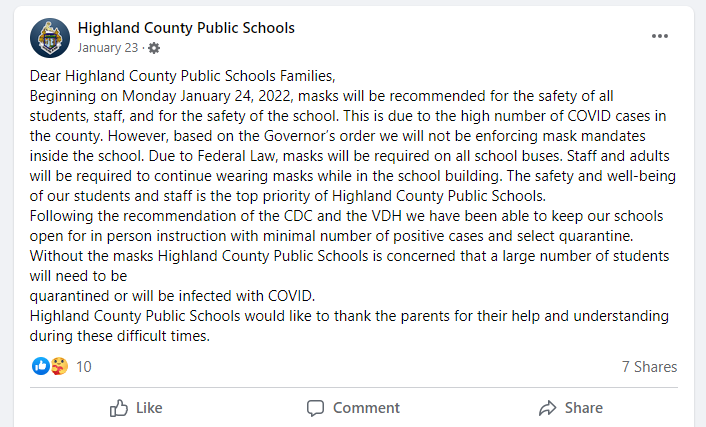 Highland County Public Schools
January 23 ·
Dear Highland County Public Schools Families,
Beginning on Monday January 24, 2022, masks will be recommended for the safety of all
students, staff, and for the safety of the school. This is due to the high number of COVID cases in
the county. However, based on the Governor's order we will not be enforcing mask mandates
inside the school. Due to Federal Law, masks will be required on all school buses. Staff and adults
will be required to continue wearing masks while in the school building. The safety and well-being
of our students and staff is the top priority of Highland County Public Schools.
Following the recommendation of the CDC and the VDH we have been able to keep our schools
open for in person instruction with minimal number of positive cases and select quarantine.
Without the masks Highland County Public Schools is concerned that a large number of students
will need to be
quarantined or will be infected with COVID.
Highland County Public Schools would like to thank the parents for their help and understanding
during these difficult times.
10
7 Shares
Like
Comment
Share